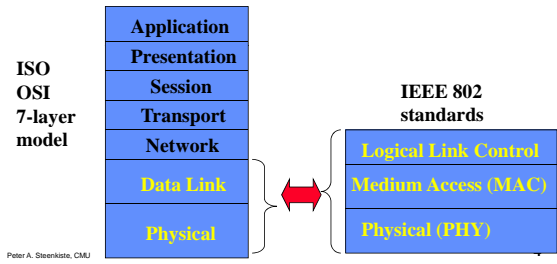 ISO
OSI
7-layer
model
Application
Presentation
Session
Transport
Network
Data Link
Physical
IEEE 802
standards
Logical Link Control
Medium Access (MAC)
Physical (PHY)
Peter A. Steenkiste, CMU